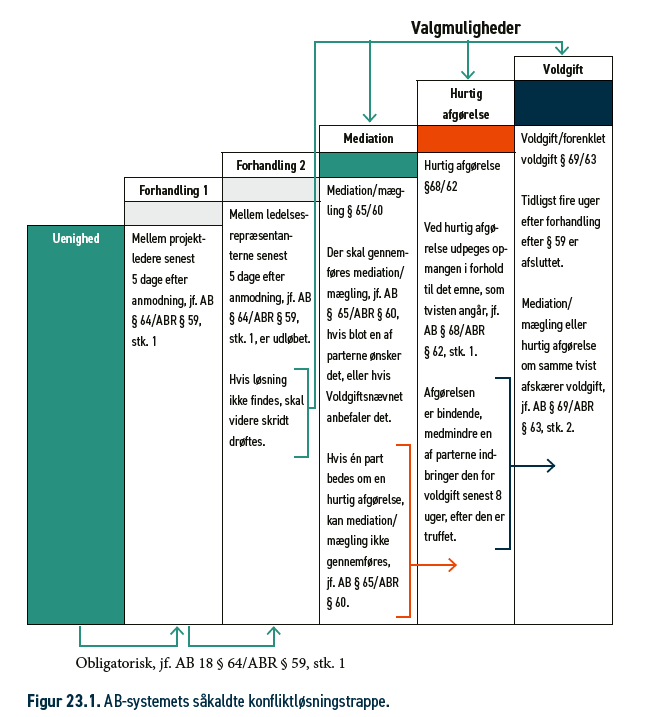 Valgmuligheder
Uenighed
Forhandling 1
Mellem projekt-
ledere senest
5 dage efter
anmodning, jf. AB
§ 64/ABR § 59,
stk. 1
Forhandling 2
Mellem ledelses-
repræsentan-
terne senest
5 dage efter
anmodning, jf. AB
§ 64/ABR § 59,
stk. 1, er udløbet.
Hvis løsning
ikke findes, skal
videre skridt
drøftes.
Mediation
Mediation/mæg-
ling § 65/60
Der skal gennem-
føres mediation/
mægling, jf. AB
§ 65/ABR § 60,
hvis blot en af
parterne ønsker
det, eller hvis
Voldgiftsnævnet
anbefaler det.
Hvis én part
bedes om en
hurtig afgørelse,
kan mediation/
mægling ikke
gennemføres,
jf. AB § 65/ABR
§ 60.
Hurtig
afgørelse
Hurtig afgørelse
§68/62
Ved hurtig afgø-
relse udpeges op-
mangen i forhold
til det emne, som
tvisten angår, jf.
AB § 68/ABR
§ 62, stk. 1.
Afgørelsen
er bindende,
medmindre en
af parterne ind-
bringer den for
voldgift senest 8
uger, efter den er
truffet.
Voldgift
Voldgift/forenklet
voldgift § 69/63
Tidligst fire uger
efter forhandling
efter § 59 er
afsluttet.
Mediation/
mægling eller
hurtig afgørelse
om samme tvist
afskærer voldgift,
jf. AB § 69/ABR
§ 63, stk. 2.
Obligatorisk, jf. AB 18 § 64/ABR § 59, stk. 1
Figur 23.1. AB-systemets såkaldte konfliktløsningstrappe.